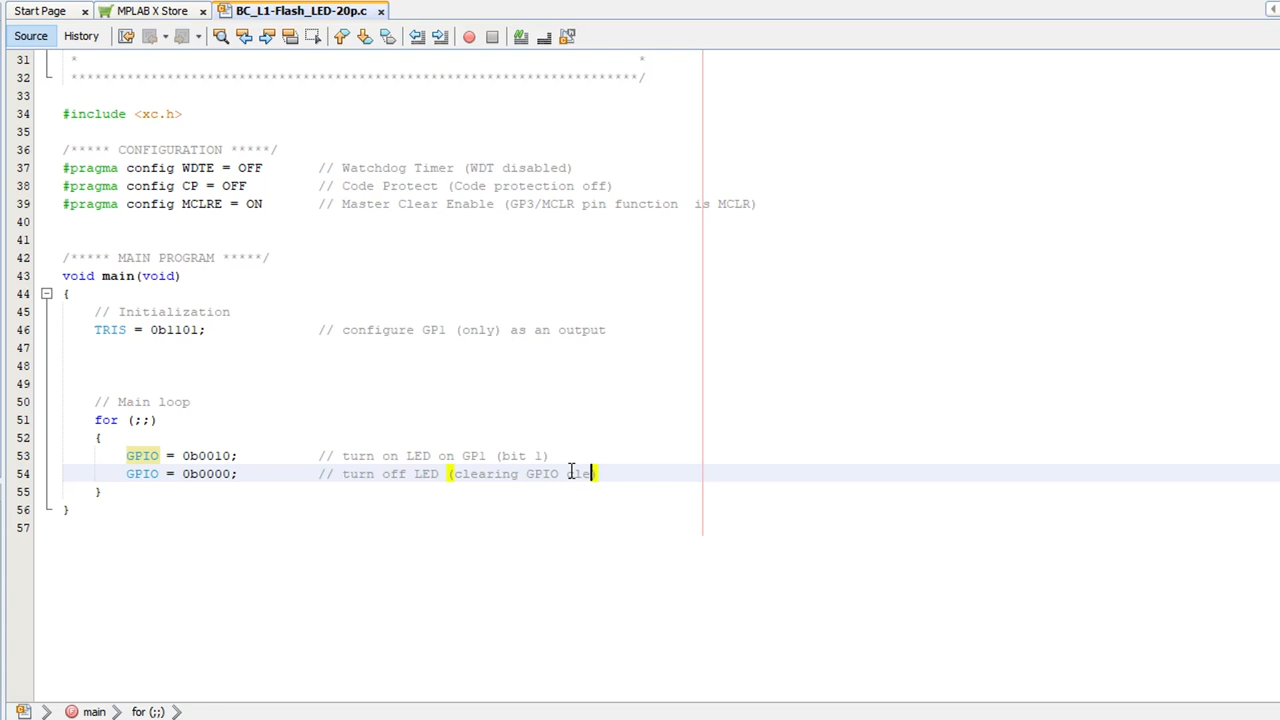 Start Page MPLAB X Store BC_L1-Flash_LED-20p.c
Source History
31 * *
32 ************************************************************************/
33
34 #include <xc.h>
35
36 /***** CONFIGURATION *****/
37 #pragma config WDTE = OFF // Watchdog Timer (WDT disabled)
38 #pragma config CP = OFF // Code Protect (Code protection off)
39 #pragma config MCLRE = ON // Master Clear Enable (GP3/MCLR pin function  is MCLR)
40
41
42 /***** MAIN PROGRAM *****/
43 void main(void)
44 {
45 // Initialization
46 TRIS = 0b1101; // configure GP1 (only) as an output
47
48
49
50 // Main loop
51 for (;;)
52 {
53 GPIO = 0b0010; // turn on LED on GP1 (bit 1)
54 GPIO = 0b0000; // turn off LED (clearing GPIO cle)
55 }
56 }
57
main for (;;)